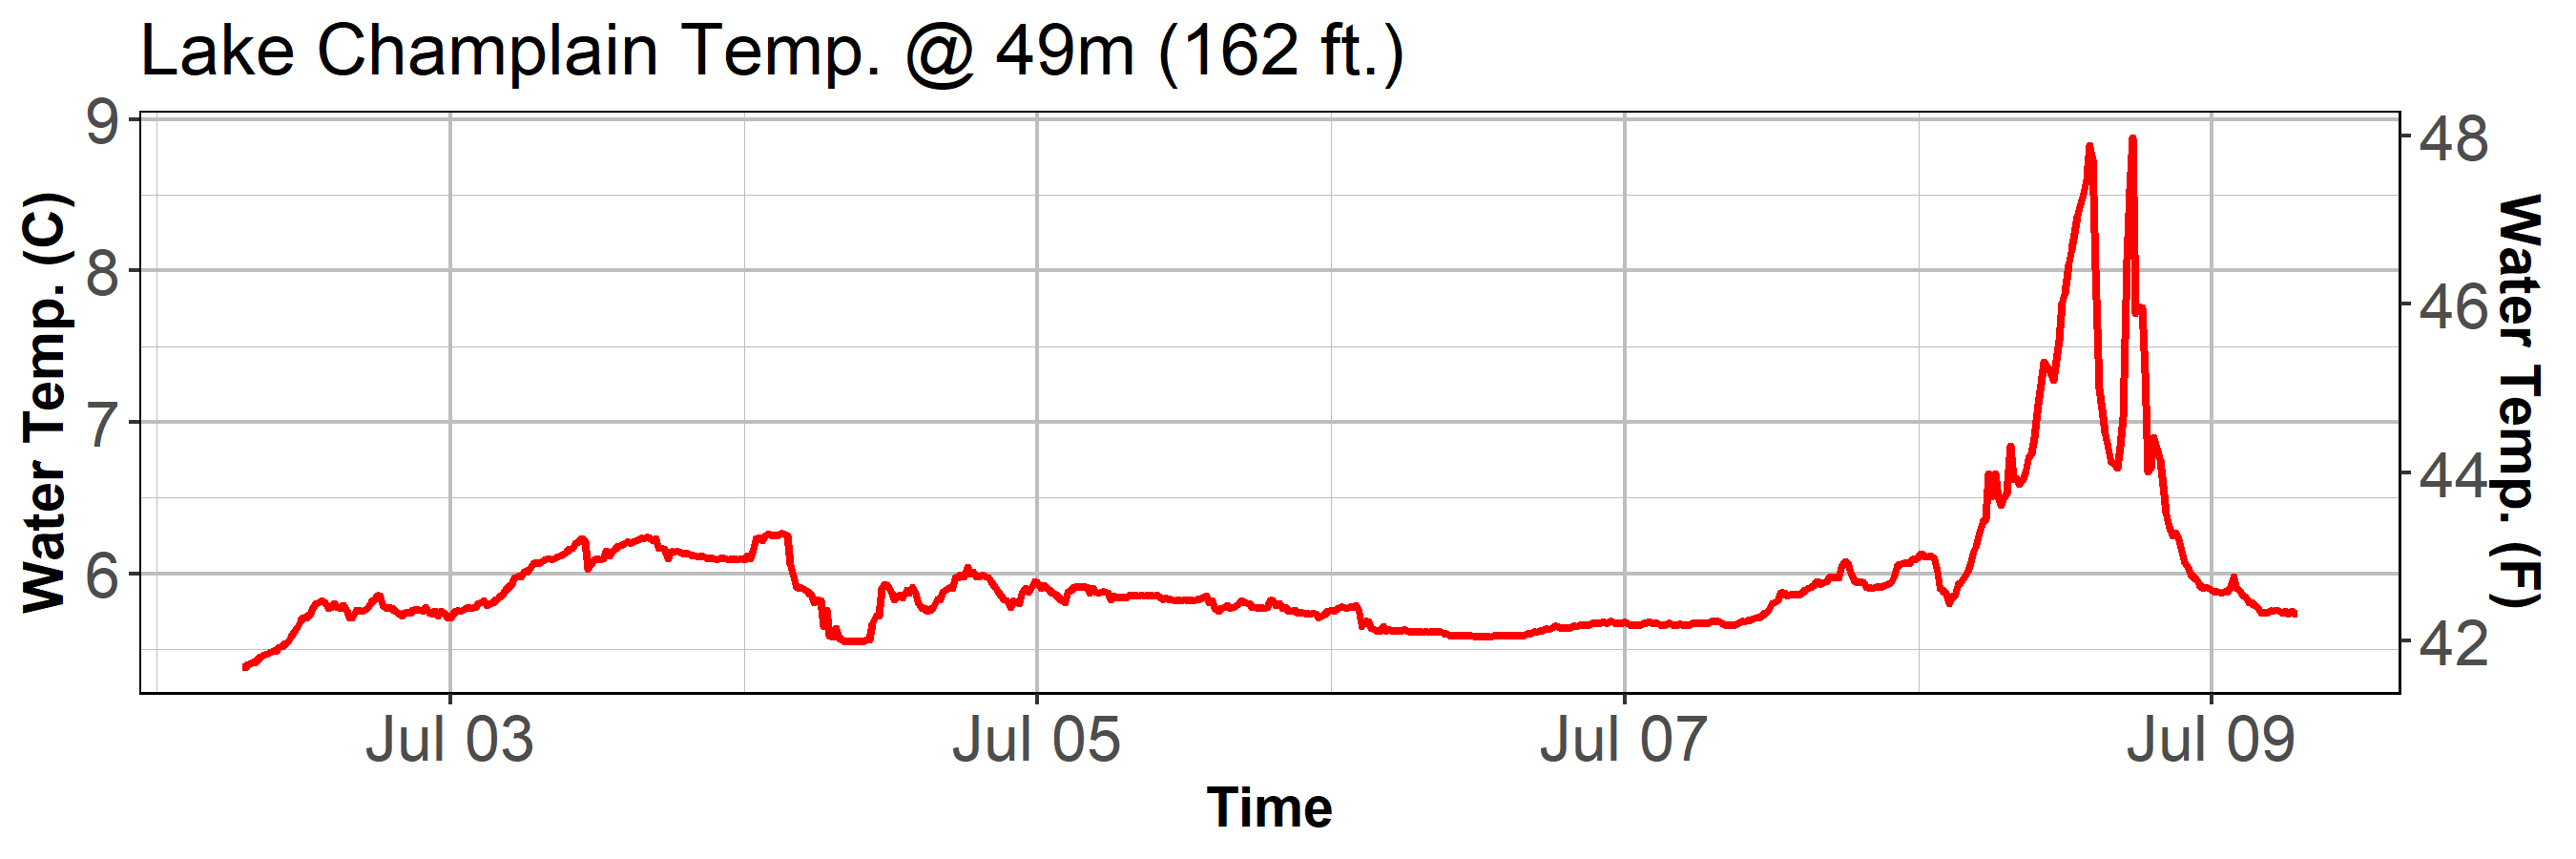 Lake Champlain Temp. @ 49m (162 ft.)
9
8
7
6
Water Temp. (C)
48
46
44
42
Water Temp. (F)
Jul 03
Jul 05
Jul 07
Jul 09
Time